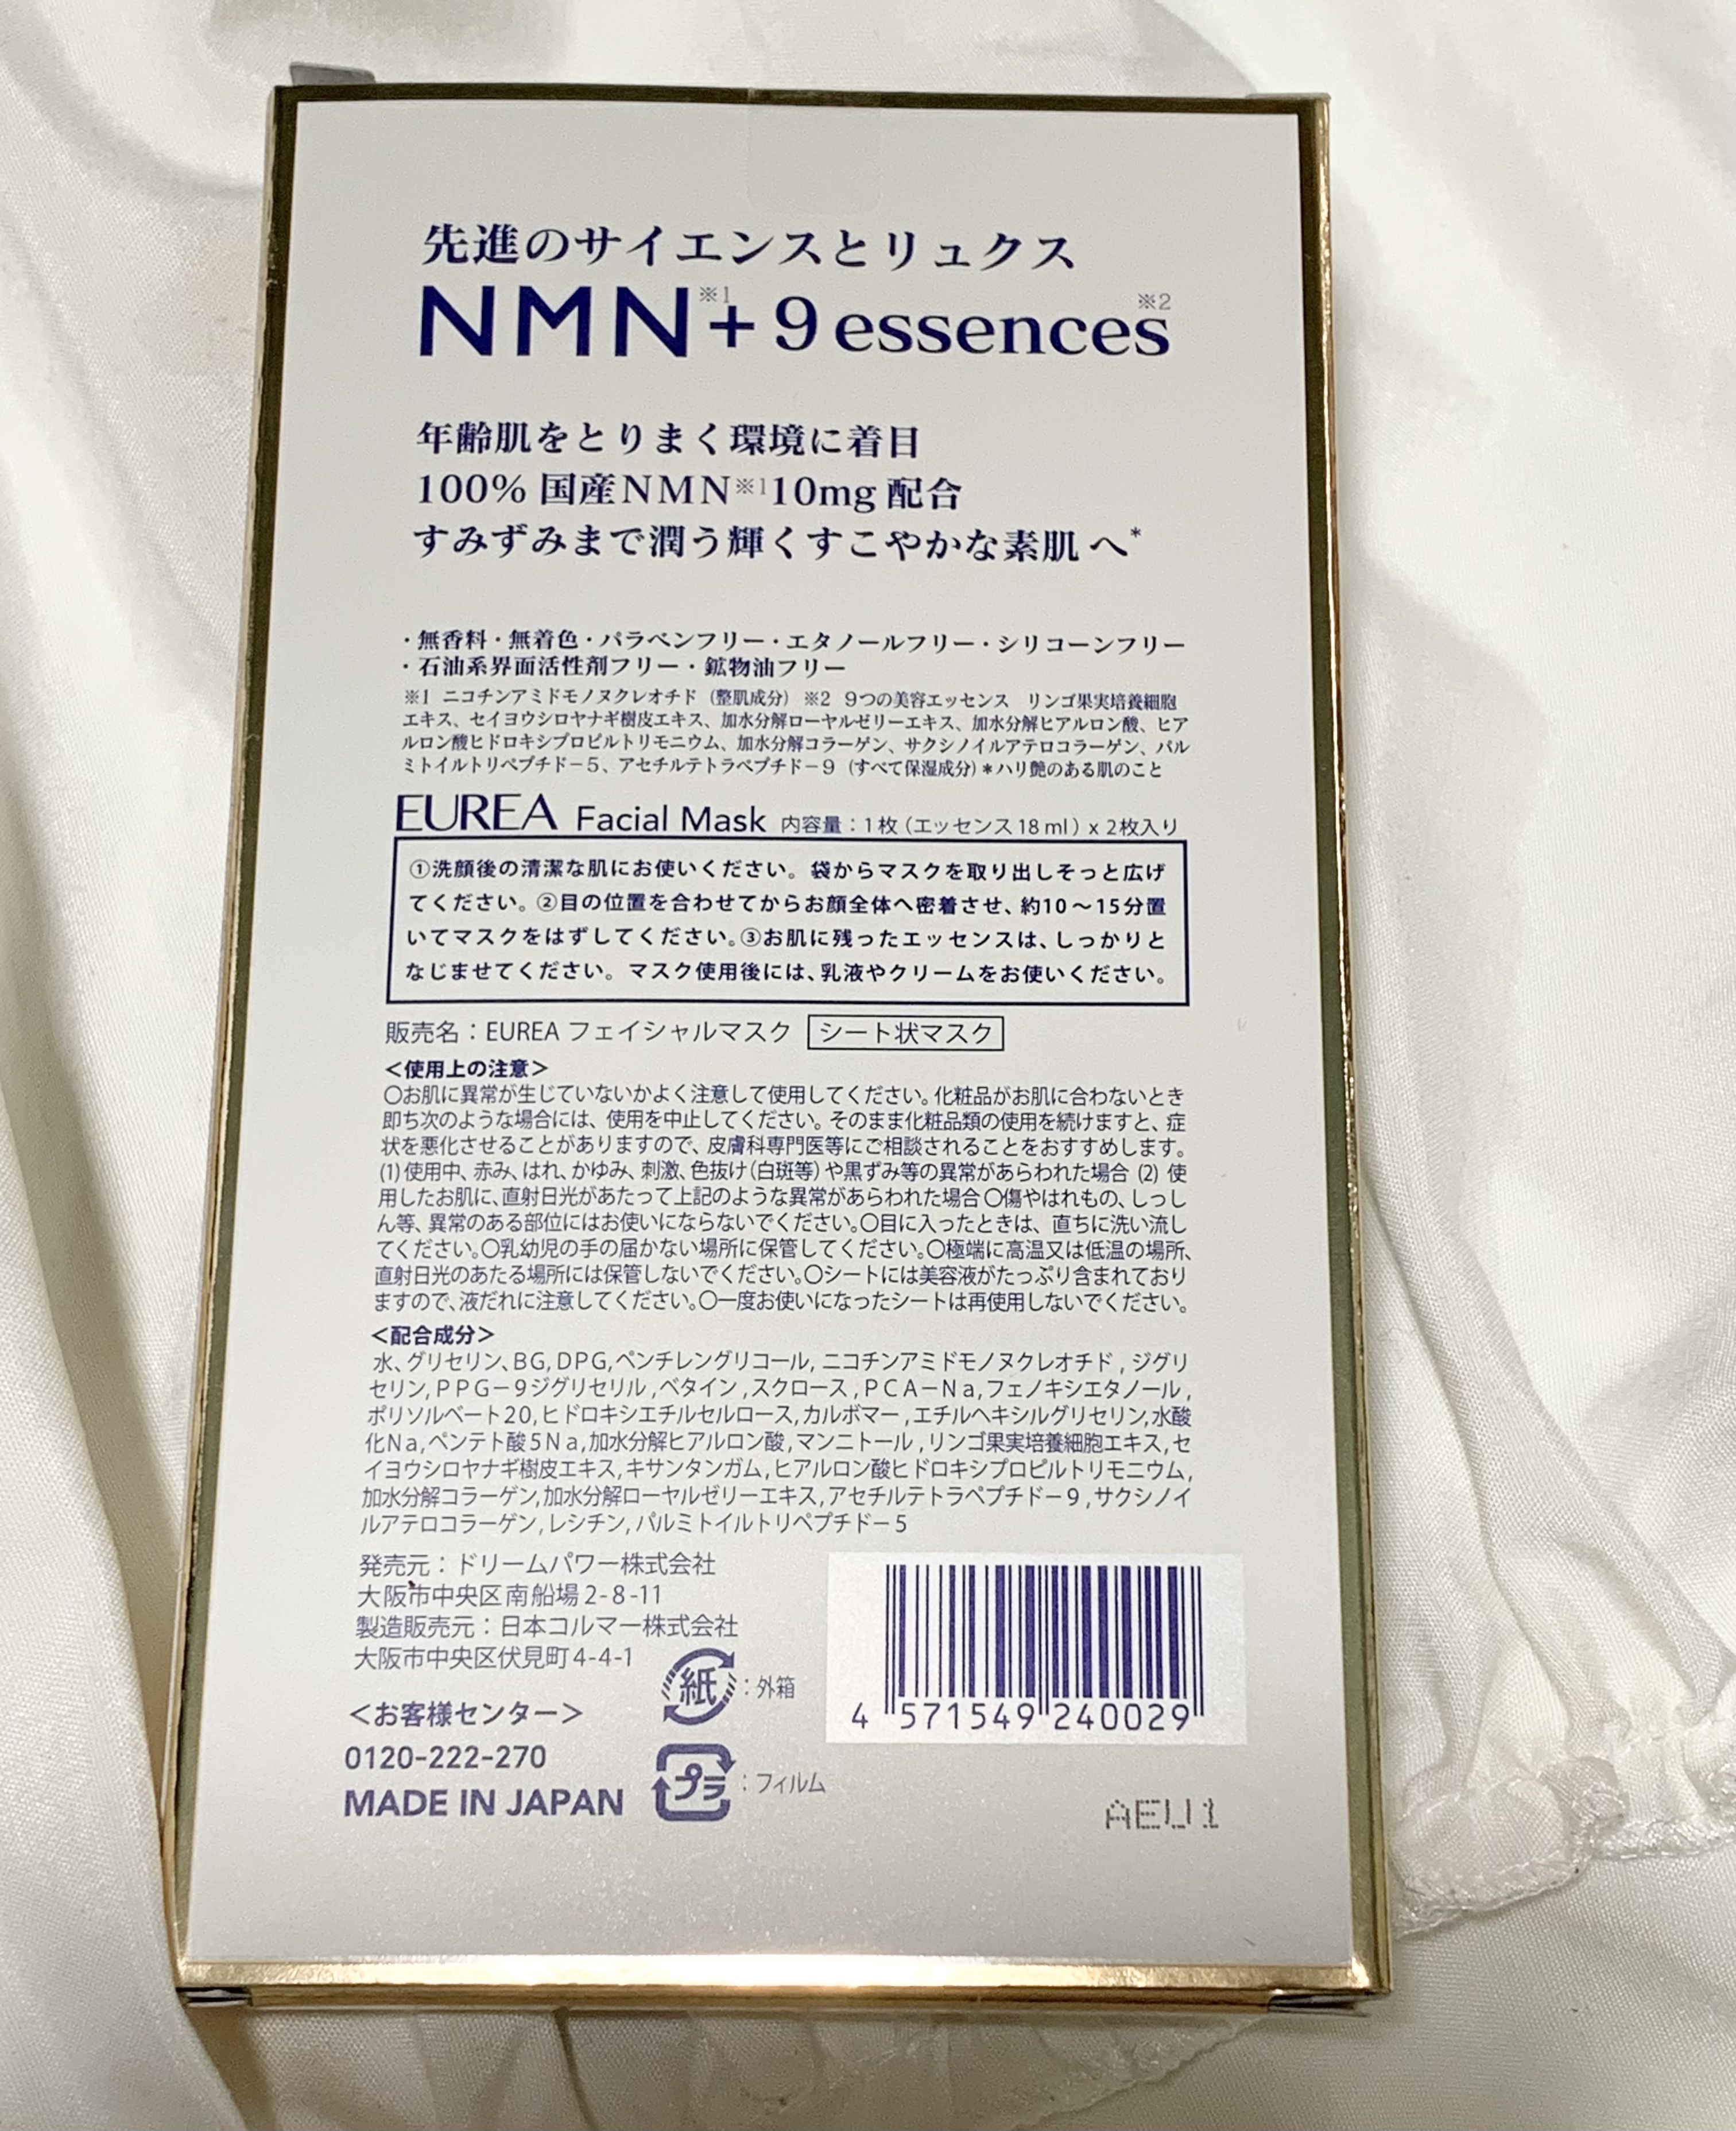 先進のサイエンスとリュクス
NMN※1+9 essences※2
年齢肌をとりまく環境に着目
100% 国産NMN※110mg 配合
すみずみまで潤う輝くすこやかな素肌へ*
・無香料・無着色・パラベンフリー・エタノールフリー・シリコーンフリー
・石油系界面活性剤フリー・鉱物油フリー
※1 ニコチンアミドモノヌクレオチド（整肌成分）※2 9つの美容エッセンス リンゴ果実培養細胞
エキス、セイヨウシロヤナギ樹皮エキス、加水分解ローヤルゼリーエキス、加水分解ヒアルロン酸、ヒア
ルロン酸ヒドロキシプロピルトリモニウム、加水分解コラーゲン、サクシノイルアテロコラーゲン、パル
ミトイルトリペプチド－5、アセチルテトラペプチド－9（すべて保湿成分）*ハリ艶のある肌のこと
EUREA Facial Mask 内容量：1枚（エッセンス18ml）x 2枚入り
①洗顔後の清潔な肌にお使いください。袋からマスクを取り出しそっと広げ
てください。②目の位置を合わせてからお顔全体へ密着させ、約10～15分置
いてマスクをはずしてください。③お肌に残ったエッセンスは、しっかりと
なじませてください。マスク使用後には、乳液やクリームをお使いください。
販売名：EUREA フェイシャルマスク シート状マスク
＜使用上の注意＞
〇お肌に異常が生じていないかよく注意して使用してください。化粧品がお肌に合わないとき
即ち次のような場合には、使用を中止してください。そのまま化粧品類の使用を続けますと、症
状を悪化させることがありますので、皮膚科専門医等にご相談されることをおすすめします。
(1)使用中、赤み、はれ、かゆみ、刺激、色抜け（白斑等）や黒ずみ等の異常があらわれた場合 (2) 使
用したお肌に、直射日光があたって上記のような異常があらわれた場合〇傷やはれもの、しっし
ん等、異常のある部位にはお使いにならないでください。〇目に入ったときは、直ちに洗い流し
てください。〇乳幼児の手の届かない場所に保管してください。〇極端に高温又は低温の場所、
直射日光のあたる場所には保管しないでください。〇シートには美容液がたっぷり含まれており
ますので、液だれに注意してください。〇一度お使いになったシートは再使用しないでください。
＜配合成分＞
水、グリセリン、BG,DPG,ペンチレングリコール,ニコチンアミドモノヌクレオチド,ジグリ
セリン,PPG－9ジグリセリル,ベタイン,スクロース,PCA－Na,フェノキシエタノール,
ポリソルベート20,ヒドロキシエチルセルロース,カルボマー,エチルヘキシルグリセリン,水酸
化Na,ペンテト酸5Na,加水分解ヒアルロン酸,マンニトール,リンゴ果実培養細胞エキス,セ
イヨウシロヤナギ樹皮エキス,キサンタンガム,ヒアルロン酸ヒドロキシプロピルトリモニウム,
加水分解コラーゲン,加水分解ローヤルゼリーエキス,アセチルテトラペプチド－9,サクシノイ
ルアテロコラーゲン,レシチン,パルミトイルトリペプチド－5
発売元：ドリームパワー株式会社
大阪市中央区南船場2-8-11
製造販売元：日本コルマー株式会社
大阪市中央区伏見町4-4-1
紙：外箱
＜お客様センター＞
0120-222-270
MADE IN JAPAN
プラ：フィルム
4 571549 240029
AEU1